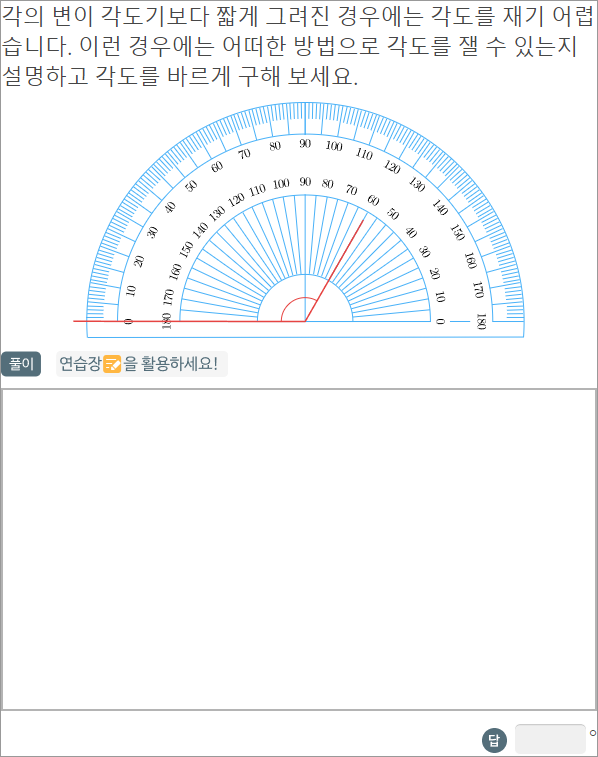 각의 변이 각도기보다 짧게 그려진 경우에는 각도를 재기 어렵
습니다. 이런 경우에는 어떠한 방법으로 각도를 잴 수 있는지
설명하고 각도를 바르게 구해 보세요.
0 10 20 30 40 50 60 70 80 90 100 110 120 130 140 150 160 170 180
180 170 160 150 140 130 120 110 100 90 80 70 60 50 40 30 20 10 0
풀이 연습장을 활용하세요!
답 °